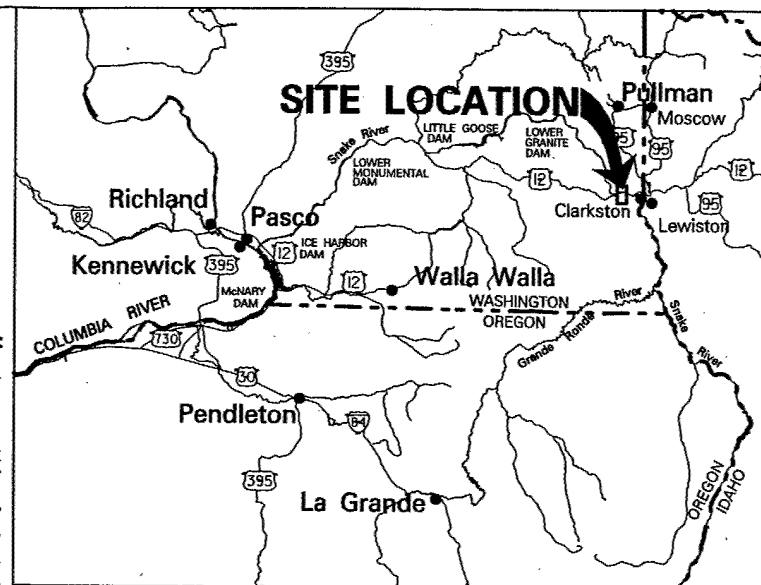 395
SITE LOCATION
Pullman
Moscow
95
95
Snake River
LITTLE GOOSE
DAM
LOWER
GRANITE
DAM
LOWER
MONUMENTAL
DAM
12
12
95
Clarkston
Lewiston
Richland
82
Pasco
Kennewick
395
12
ICE HARBOR
DAM
McNARY
DAM
12
Walla Walla
WASHINGTON
OREGON
COLUMBIA RIVER
730
30
Grande Ronde River
Snake River
Pendleton
84
395
La Grande
OREGON
IDAHO